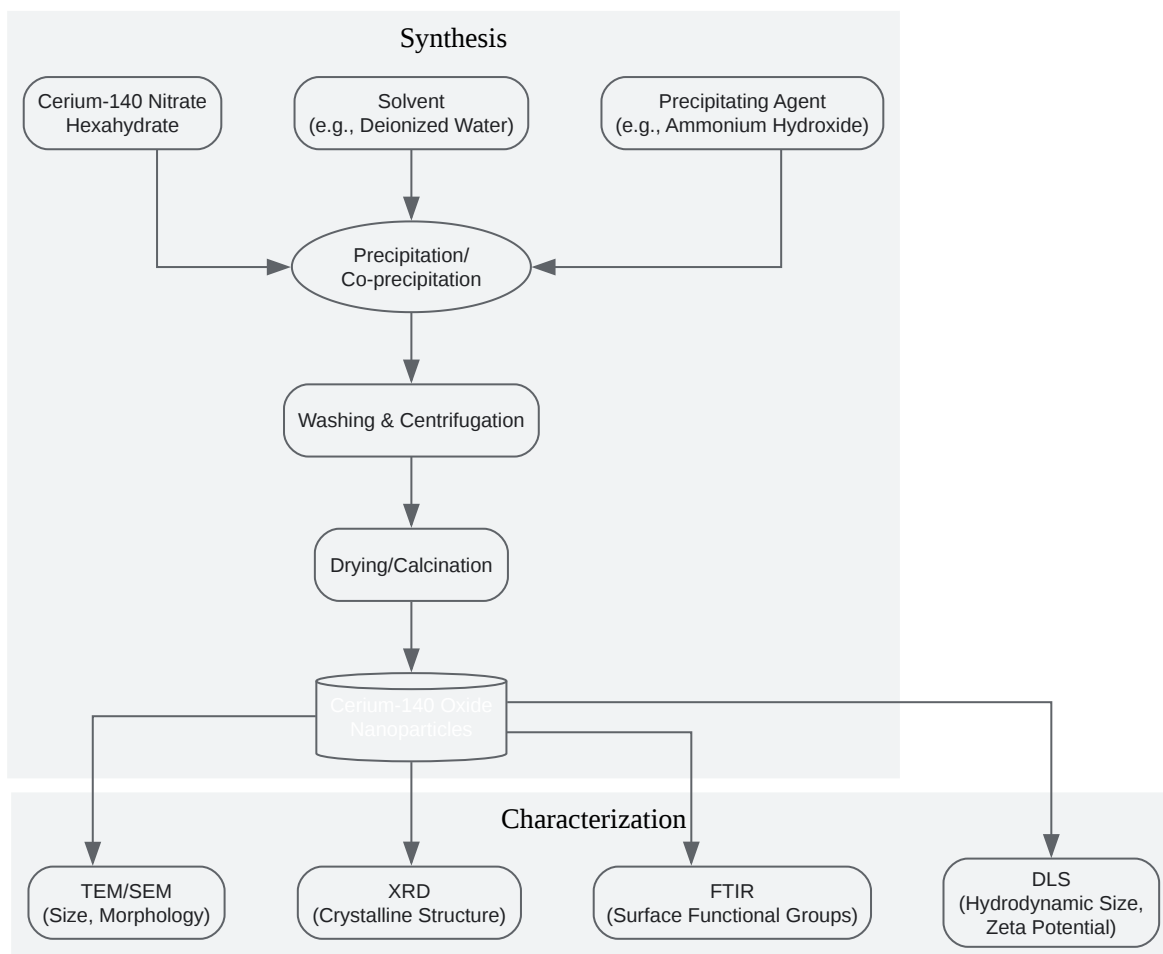 Synthesis
Cerium-140 Nitrate
Hexahydrate
Solvent
(e.g., Deionized Water)
Precipitating Agent
(e.g., Ammonium Hydroxide)
Precipitation/
Co-precipitation
Washing & Centrifugation
Drying/Calcination
Cerium-140 Oxide
Nanoparticles
Characterization
TEM/SEM
(Size, Morphology)
XRD
(Crystalline Structure)
FTIR
(Surface Functional Groups)
DLS
(Hydrodynamic Size,
Zeta Potential)